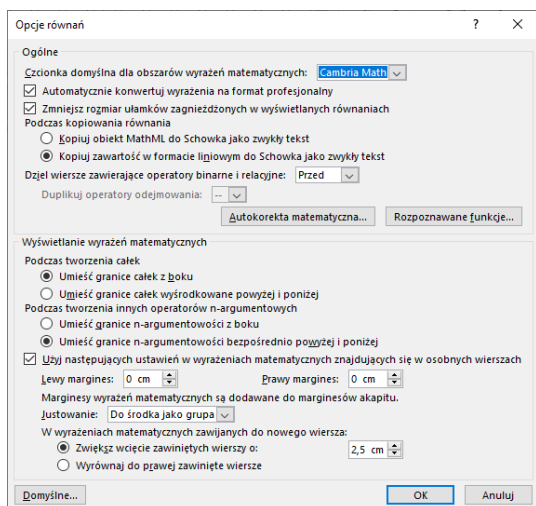 Opcje równań ? ×
Ogólne
Czcionka domyślna dla obszarów wyrażeń matematycznych: Cambria Math
Automatycznie konwertuj wyrażenia na format profesjonalny
Zmniejsz rozmiar ułamków zagnieżdżonych w wyświetlanych równaniach
Podczas kopiowania równania
Kopiuj obiekt MathML do Schowka jako zwykły tekst
Kopiuj zawartość w formacie liniowym do Schowka jako zwykły tekst
Dziel wiersze zawierające operatory binarne i relacyjne: Przed
Duplikuj operatory odejmowania: --
Autokorekta matematyczna... Rozpoznawane funkcje...
Wyświetlanie wyrażeń matematycznych
Podczas tworzenia całek
Umieść granice całek z boku
Umieść granice całek wyśrodkowane powyżej i poniżej
Podczas tworzenia innych operatorów n-argumentowych
Umieść granice n-argumentowości z boku
Umieść granice n-argumentowości bezpośrednio powyżej i poniżej
Użyj następujących ustawień w wyrażeniach matematycznych znajdujących się w osobnych wierszach
Lewy margines: 0 cm Prawy margines: 0 cm
Marginesy wyrażeń matematycznych są dodawane do marginesów akapitu.
Justowanie: Do środka jako grupa
W wyrażeniach matematycznych zawijanych do nowego wiersza:
Zwiększ wcięcie zawiniętych wierszy o: 2,5 cm
Wyrównaj do prawej zawinięte wiersze
Domyślne... OK Anuluj